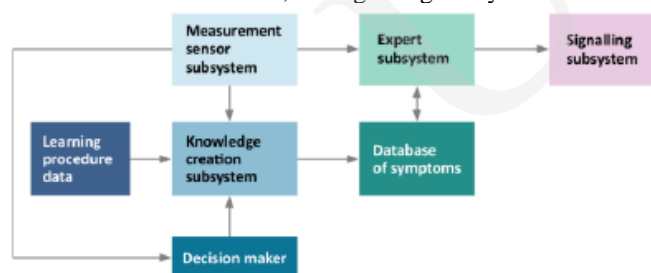 Measurement
sensor
subsystem
Expert
subsystem
Signalling
subsystem
Learning
procedure
data
Knowledge
creation
subsystem
Database
of symptoms
Decision maker